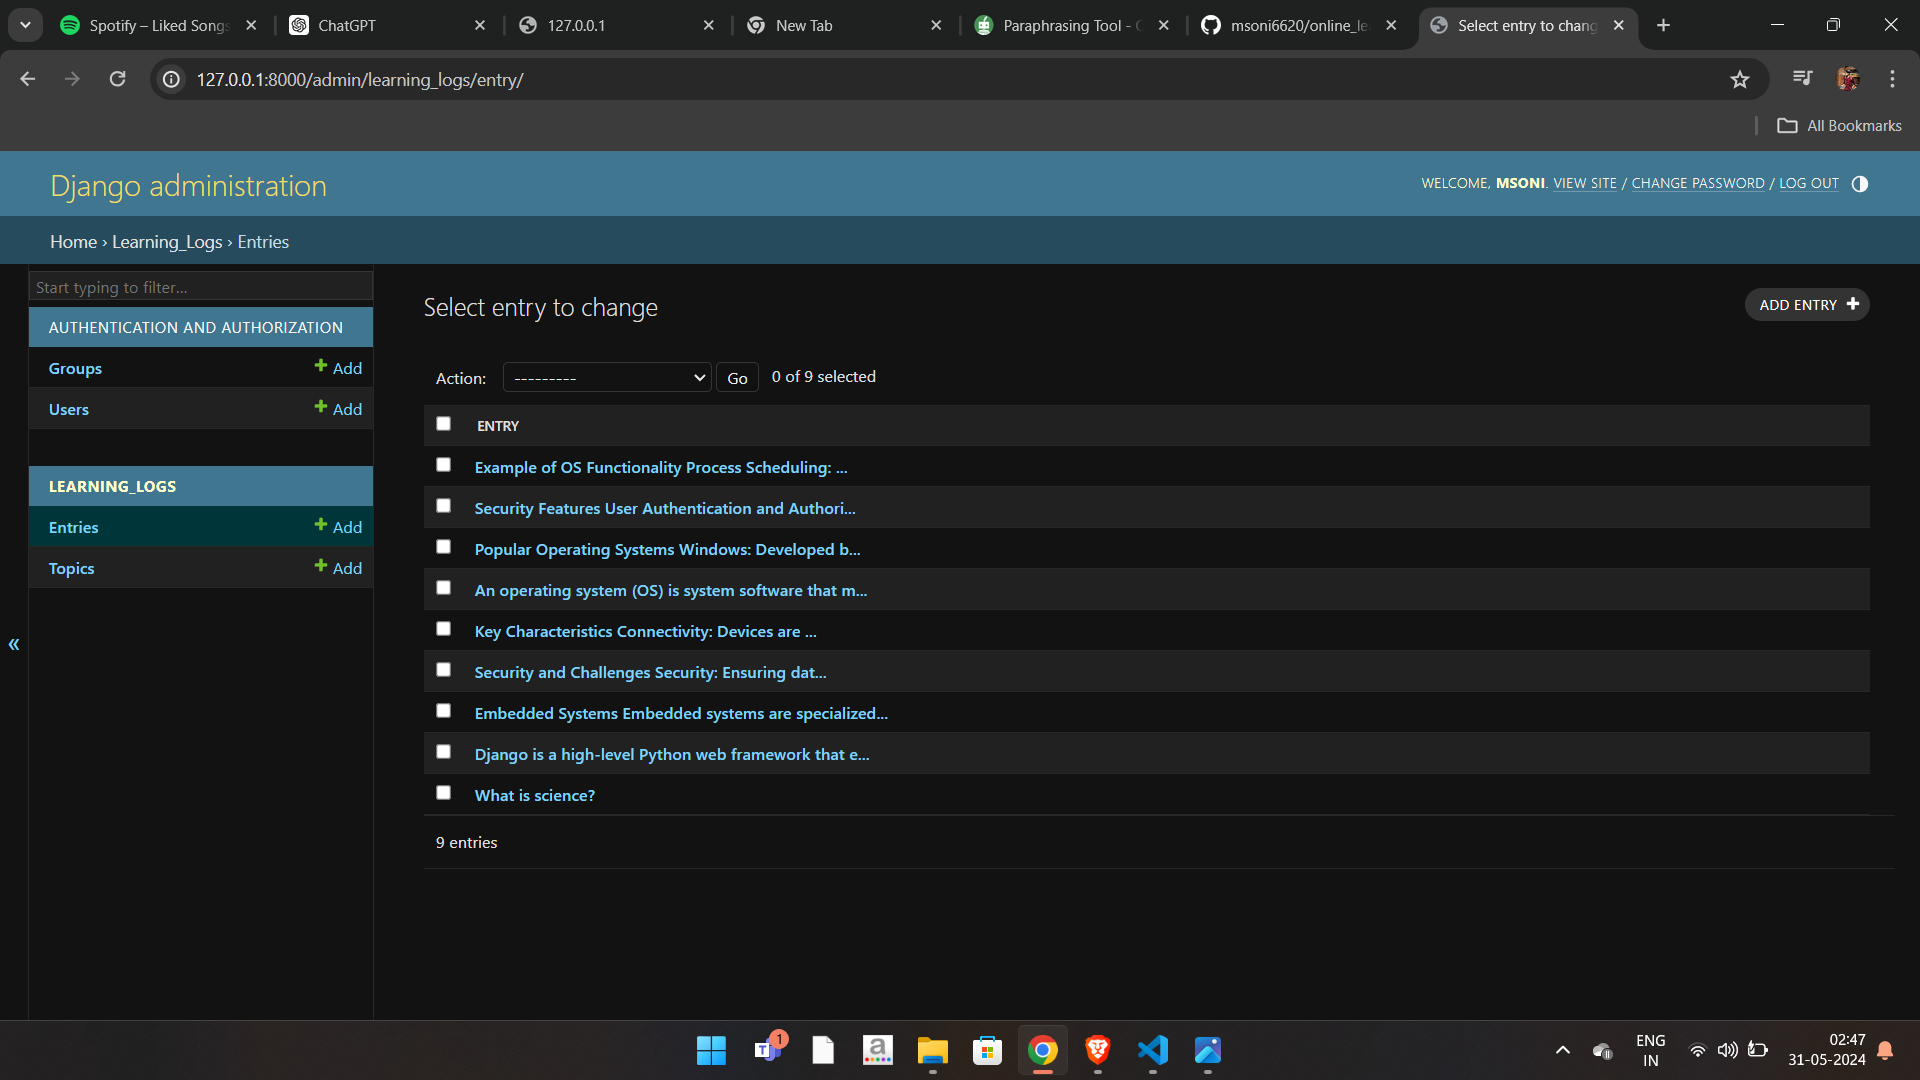 Spotify – Liked Songs
ChatGPT
127.0.0.1
New Tab
Paraphrasing Tool -
msoni6620/online_le
Select entry to chang
127.0.0.1:8000/admin/learning_logs/entry/
All Bookmarks
Django administration
WELCOME, MSONI. VIEW SITE / CHANGE PASSWORD / LOG OUT
Home › Learning_Logs › Entries
Start typing to filter...
AUTHENTICATION AND AUTHORIZATION
Groups + Add
Users + Add
LEARNING_LOGS
Entries + Add
Topics + Add
«
Select entry to change
ADD ENTRY +
Action: --------- Go 0 of 9 selected
ENTRY
Example of OS Functionality Process Scheduling: ...
Security Features User Authentication and Authori...
Popular Operating Systems Windows: Developed b...
An operating system (OS) is system software that m...
Key Characteristics Connectivity: Devices are ...
Security and Challenges Security: Ensuring dat...
Embedded Systems Embedded systems are specialized...
Django is a high-level Python web framework that e...
What is science?
9 entries
1
T
a
ENG
IN
02:47
31-05-2024